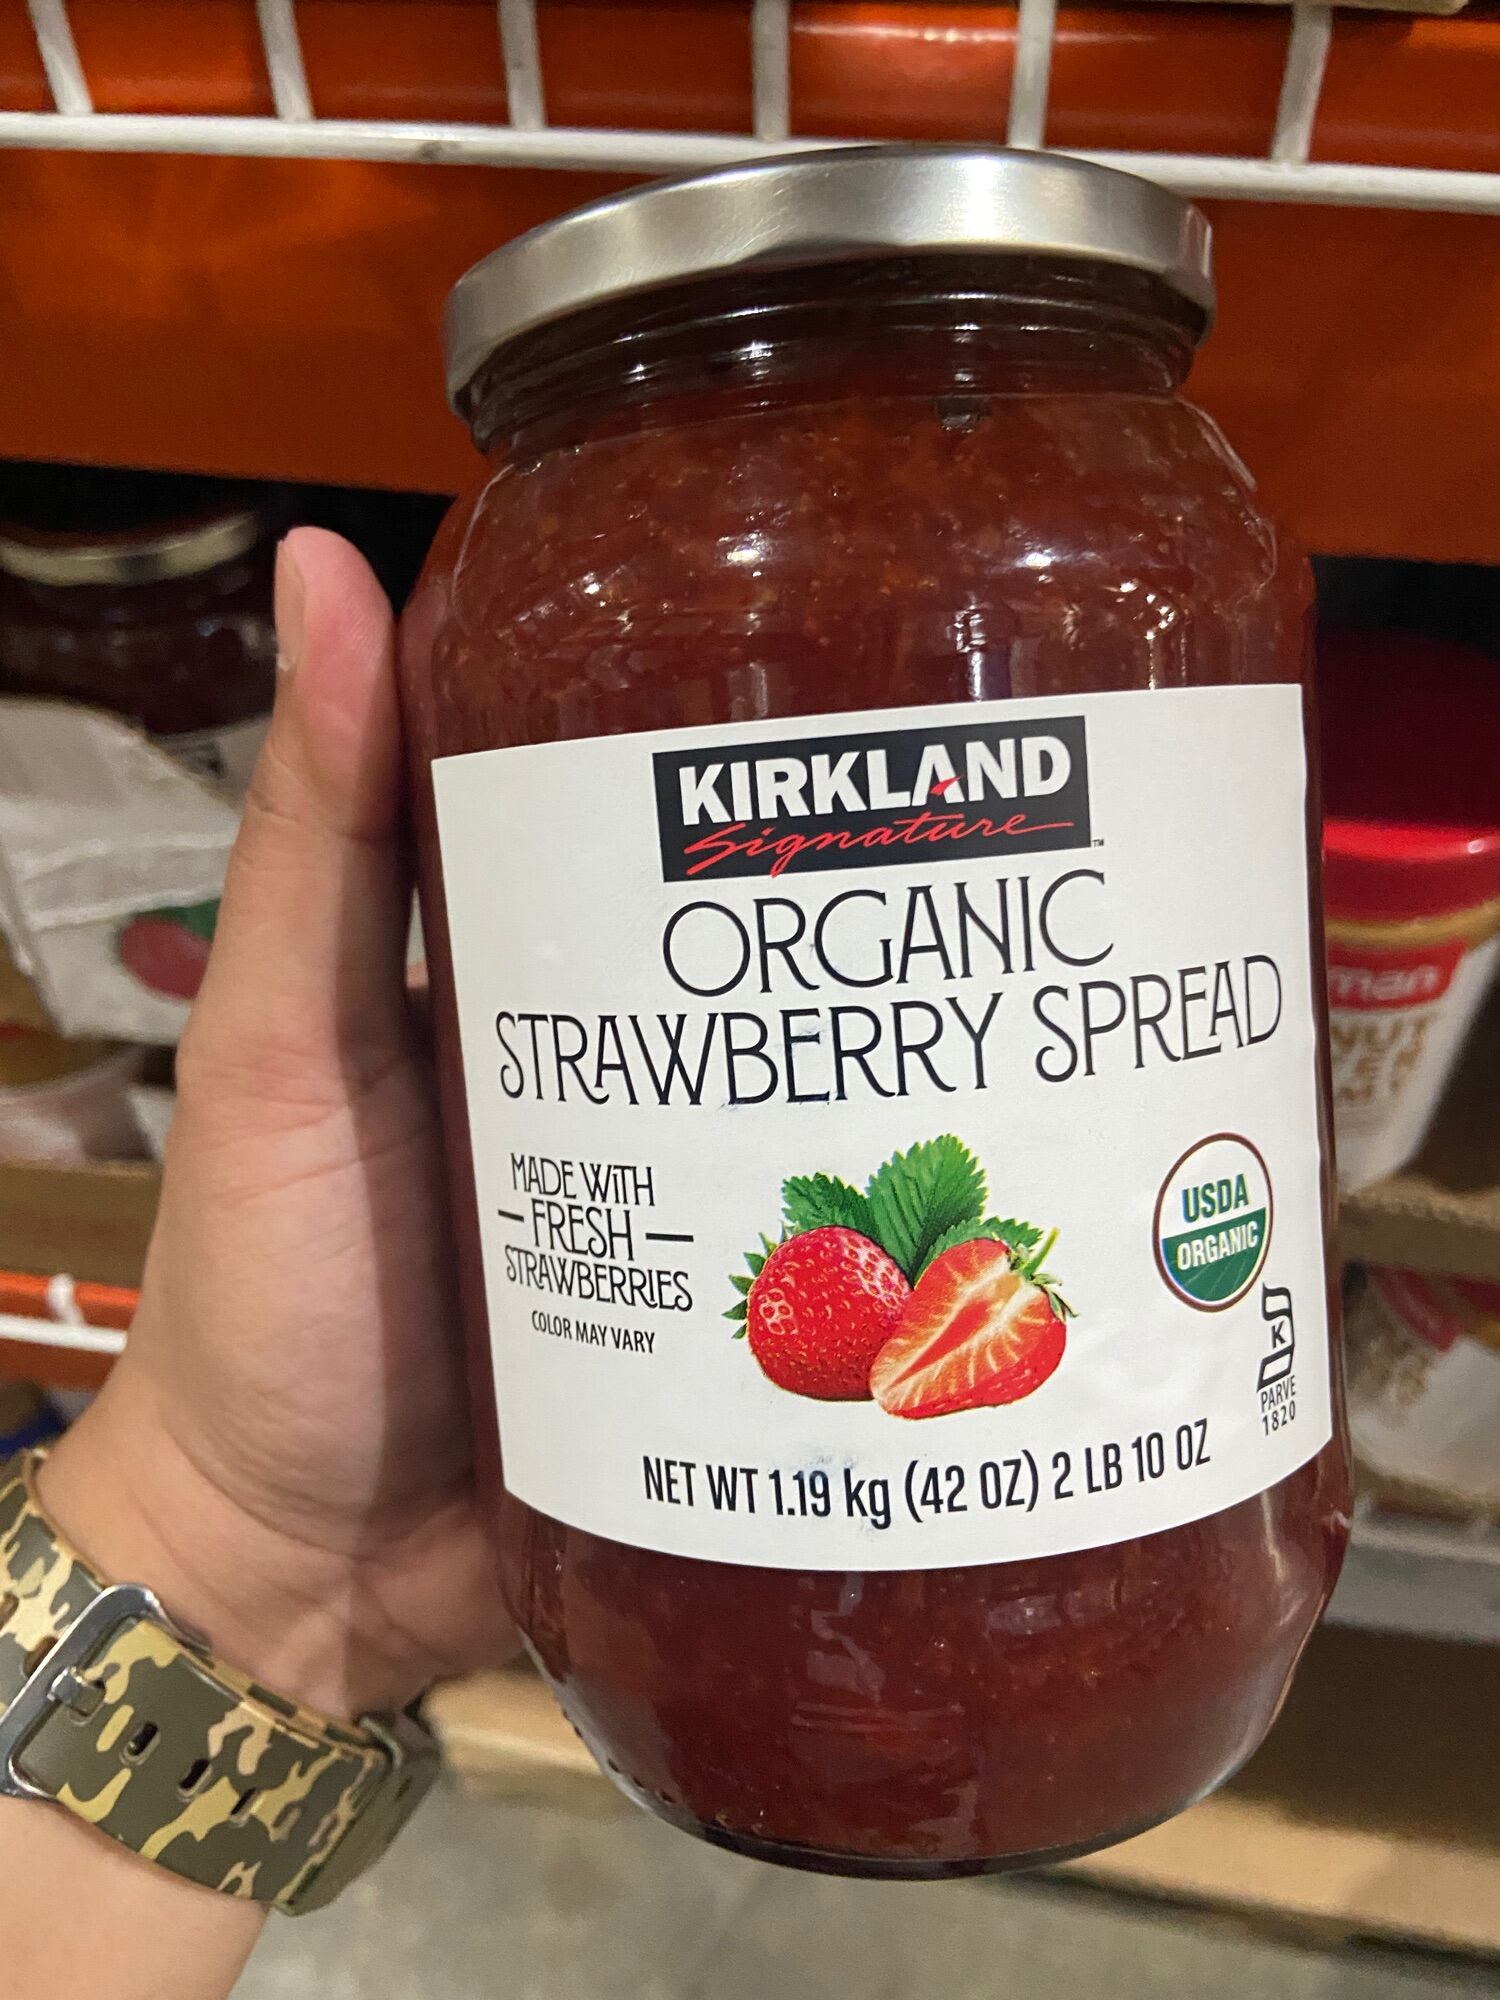 KIRKLAND
Signature™
ORGANIC
STRAWBERRY SPREAD
MADE WITH
FRESH
STRAWBERRIES
COLOR MAY VARY
USDA
ORGANIC
K
PARVE
1820
NET WT 1.19 kg (42 OZ) 2 LB 10 OZ